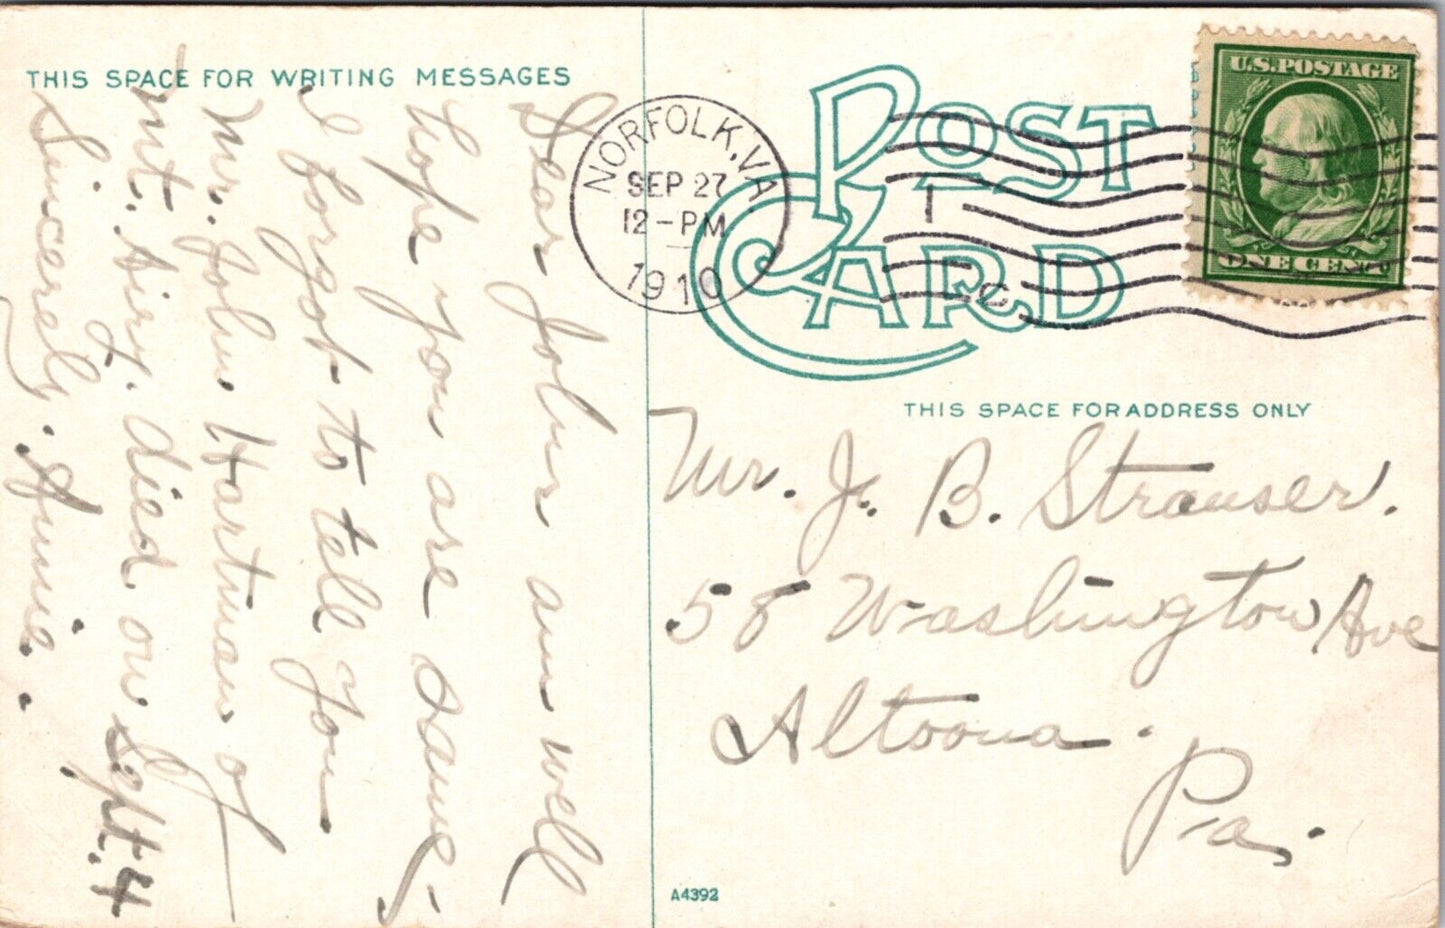 THIS SPACE FOR WRITING MESSAGES
Dear John am well
hope you are same -
I forgot to tell you
Mr. John Hartman of
Mt. Airy. died on Sept. 4
Sincerely. Annie.
NORFOLK, VA.
SEP 27
12-PM
1910
1
POST
CARD
U.S. POSTAGE
ONE CENT
THIS SPACE FOR ADDRESS ONLY
Mr. J. B. Strauser.
58 Washington Ave
Altoona.
Pa.
A4392